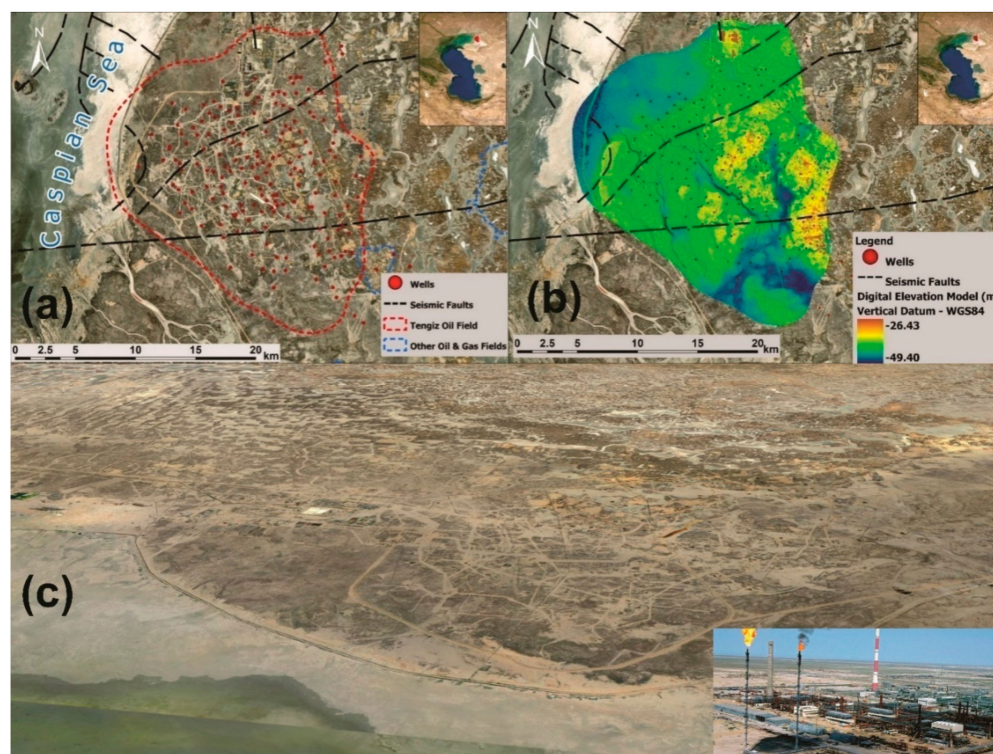 N
Caspian Sea
(a)
Wells
Seismic Faults
Tengiz Oil Field
Other Oil & Gas Fields
0 2.5 5 10 15 20
km
N
(b)
Legend
Wells
Seismic Faults
Digital Elevation Model (m
Vertical Datum - WGS84
-26.43
-49.40
0 2.5 5 10 15 20
km
(c)